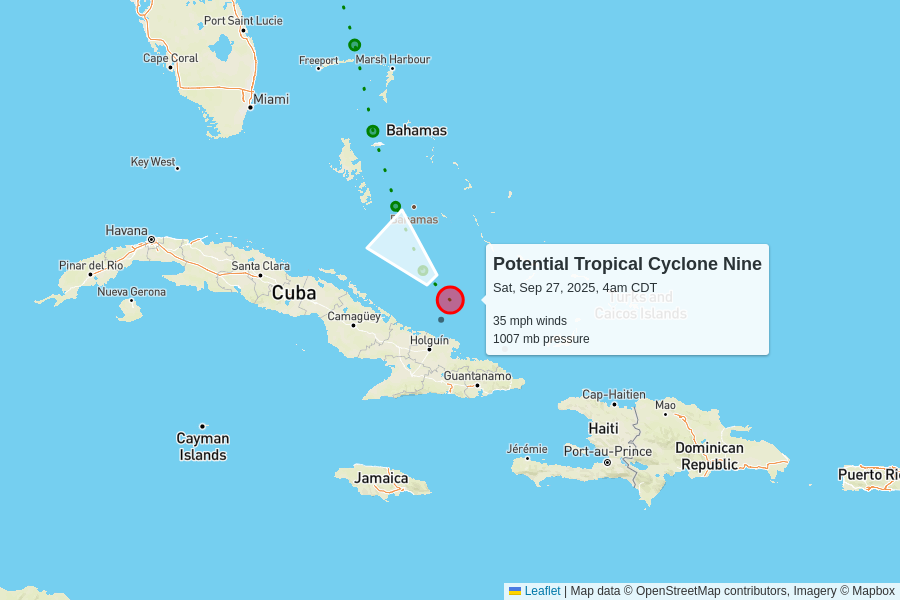 Port Saint Lucie
Cape Coral
Freeport
Marsh Harbour
Miami
Bahamas
Key West
Bahamas
Havana
Pinar del Rio
Santa Clara
Nueva Gerona
Cuba
Camagüey
Holguín
Guantanamo
Potential Tropical Cyclone Nine
Sat, Sep 27, 2025, 4am CDT
Turks and
Caicos Islands
35 mph winds
1007 mb pressure
Cap-Haitien
Mao
Haiti
Cayman
Islands
Jérémie
Port-au-Prince
Dominican
Republic
Jamaica
Puerto Ri
Leaflet | Map data © OpenStreetMap contributors, Imagery © Mapbox